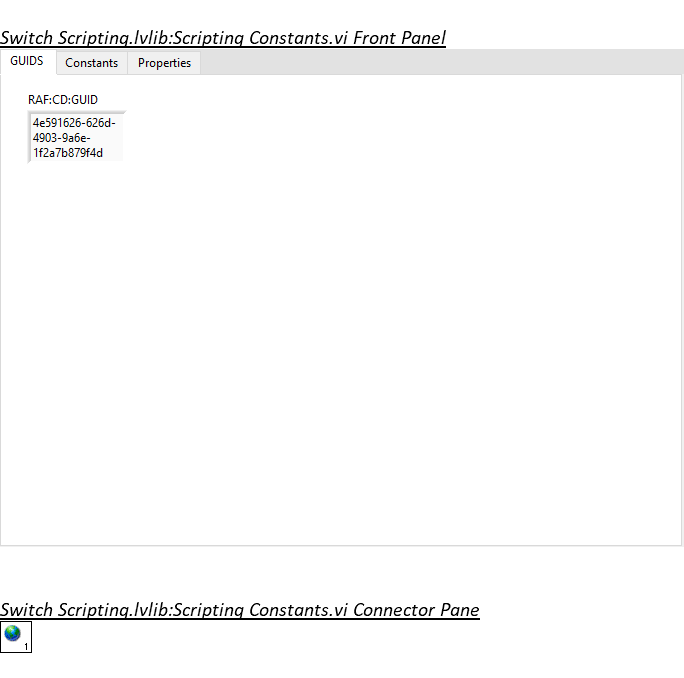 Switch Scripting.lvlib:Scripting Constants.vi Front Panel
GUIDS Constants Properties
RAF:CD:GUID
4e591626-626d-
4903-9a6e-
1f2a7b879f4d
Switch Scripting.lvlib:Scripting Constants.vi Connector Pane
1